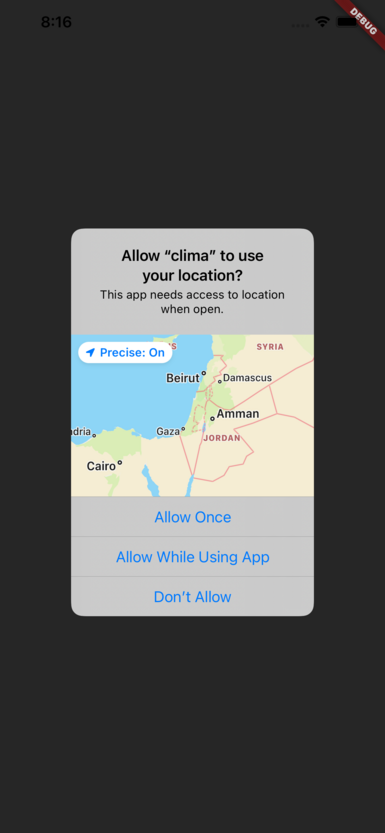 8:16
DEBUG
Allow “clima” to use
your location?
This app needs access to location
when open.
Precise: On
S
SYRIA
Beirut
Damascus
Amman
Gaza
JORDAN
dria
Cairo
Allow Once
Allow While Using App
Don’t Allow